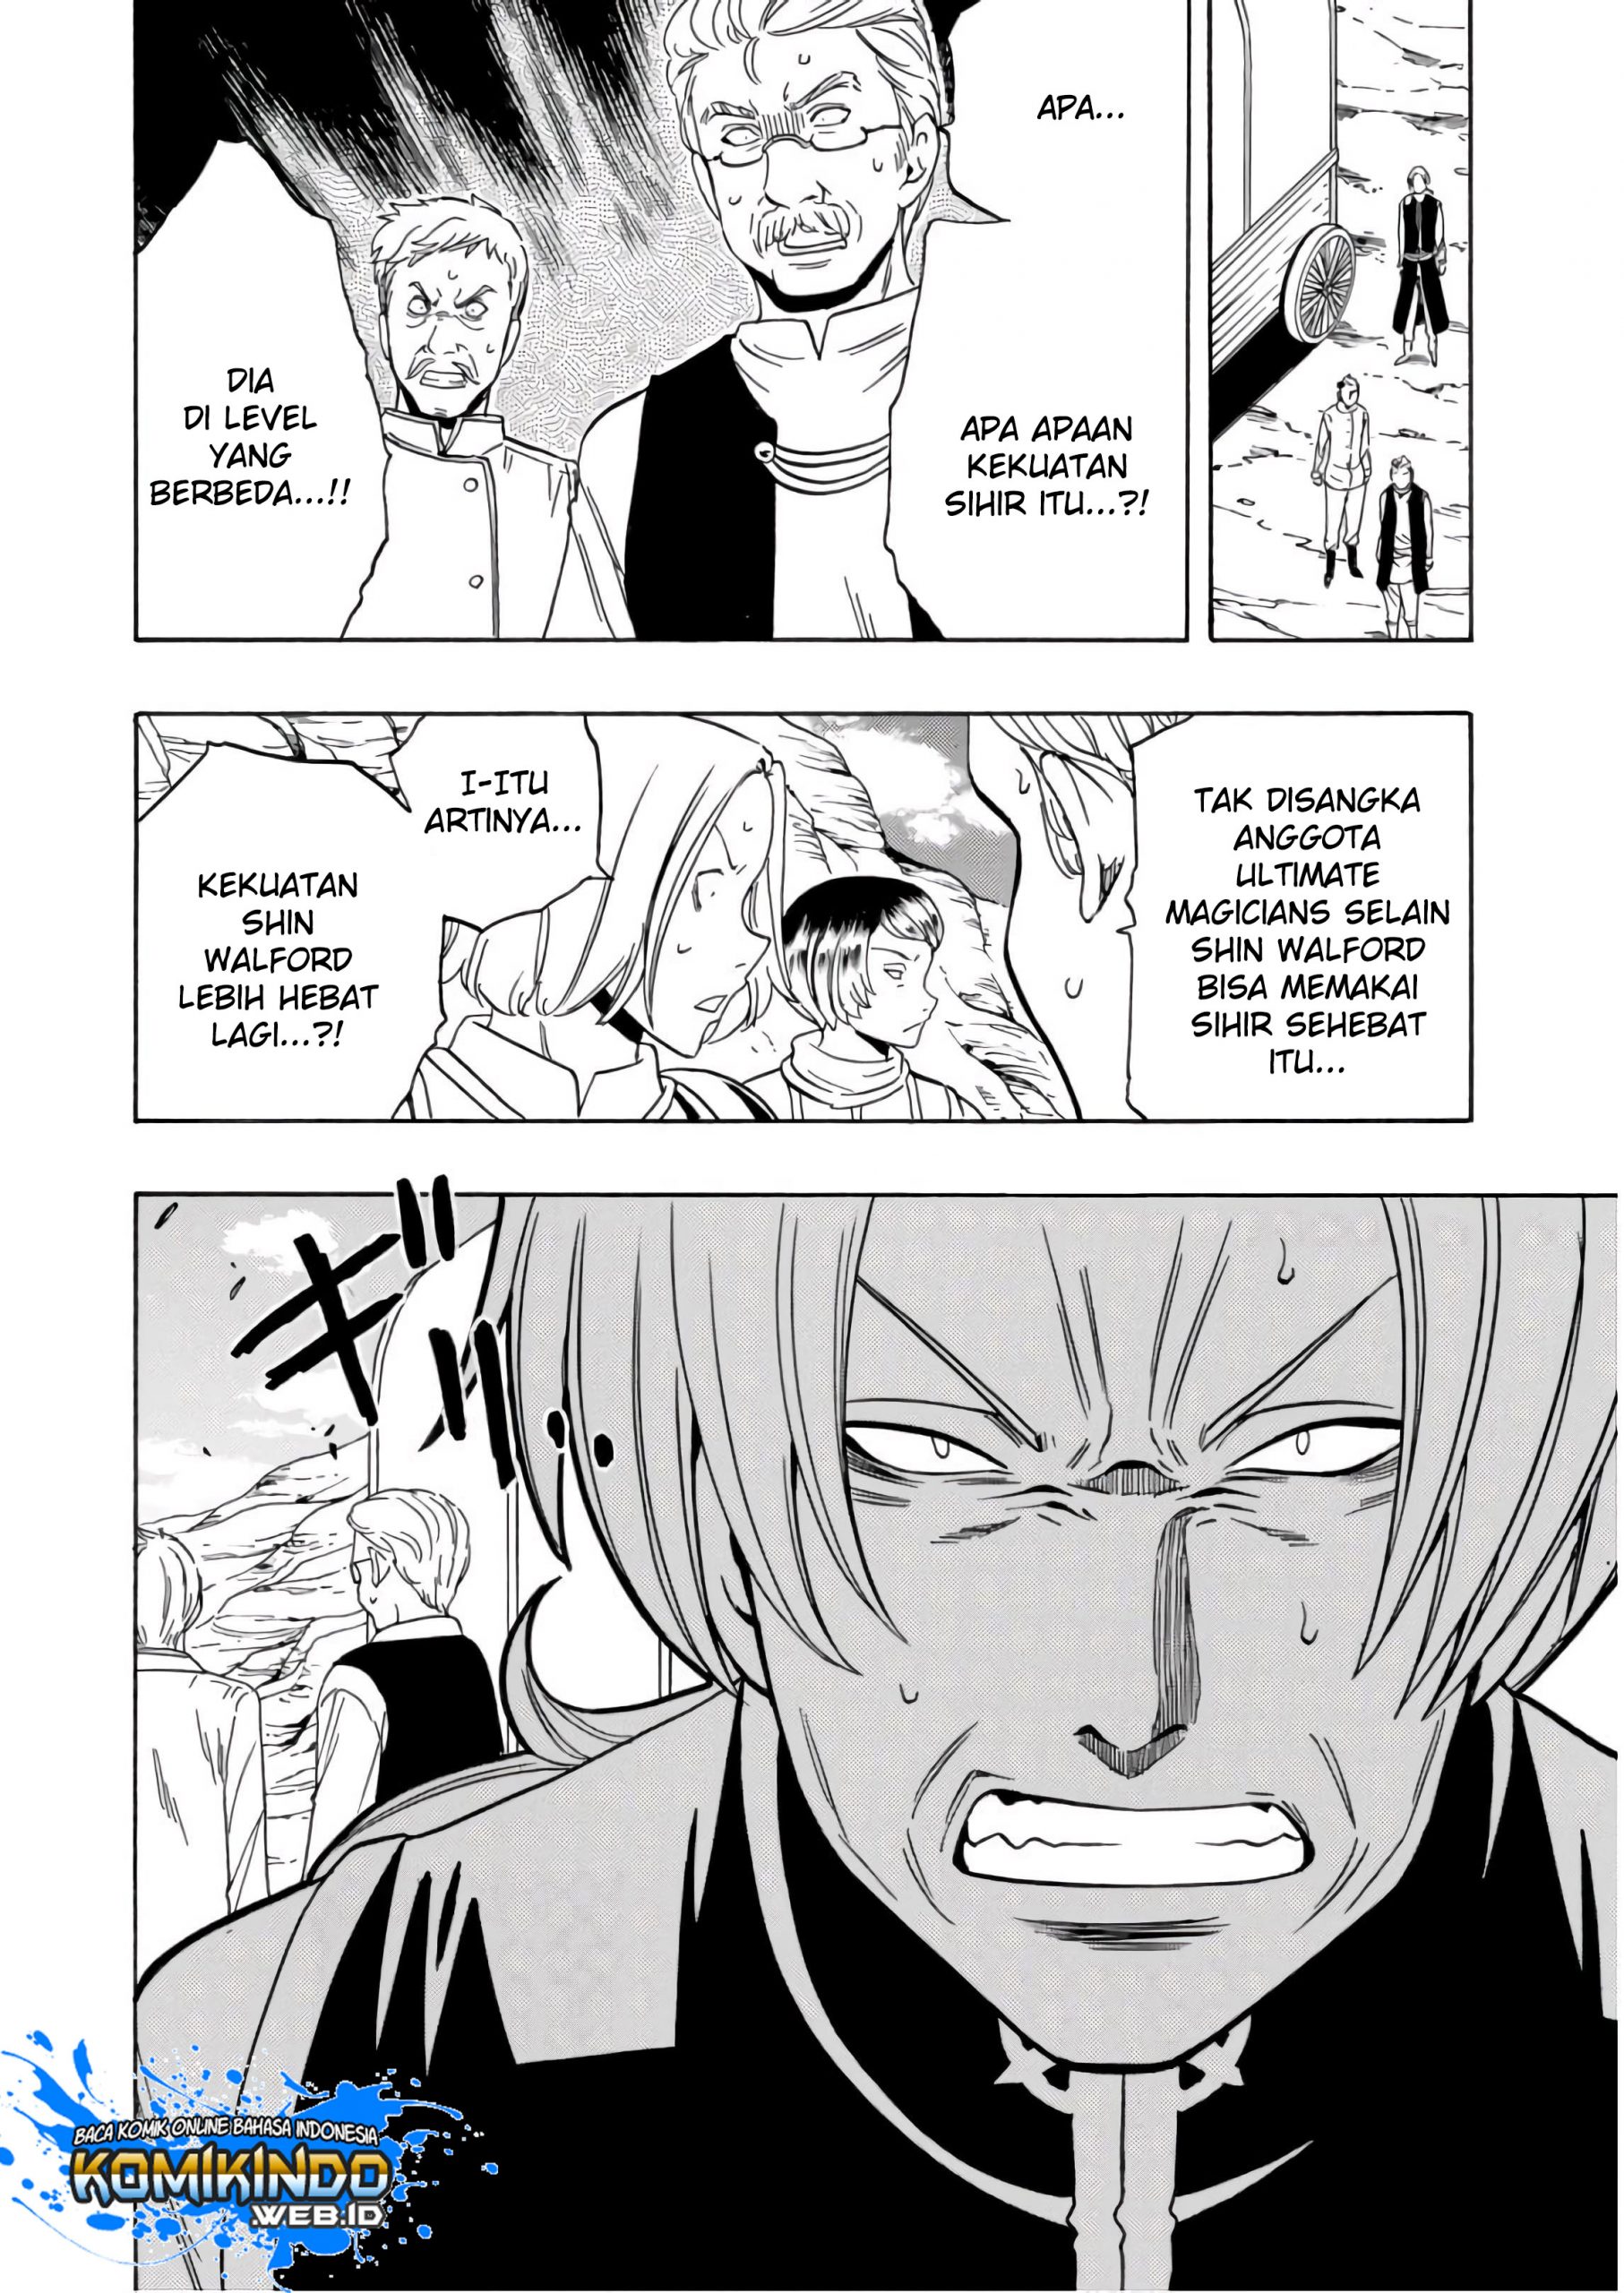 APA...
APA APAAN
KEKUATAN
SIHIR ITU...?!
DIA
DI LEVEL
YANG
BERBEDA...!!
TAK DISANGKA
ANGGOTA
ULTIMATE
MAGICIANS SELAIN
SHIN WALFORD
BISA MEMAKAI
SIHIR SEHEBAT
ITU...
I-ITU
ARTINYA...
KEKUATAN
SHIN
WALFORD
LEBIH HEBAT
LAGI...?!
ギリ..
BACA KOMIK ONLINE BAHASA INDONESIA
KOMIKINDO
.WEB.ID